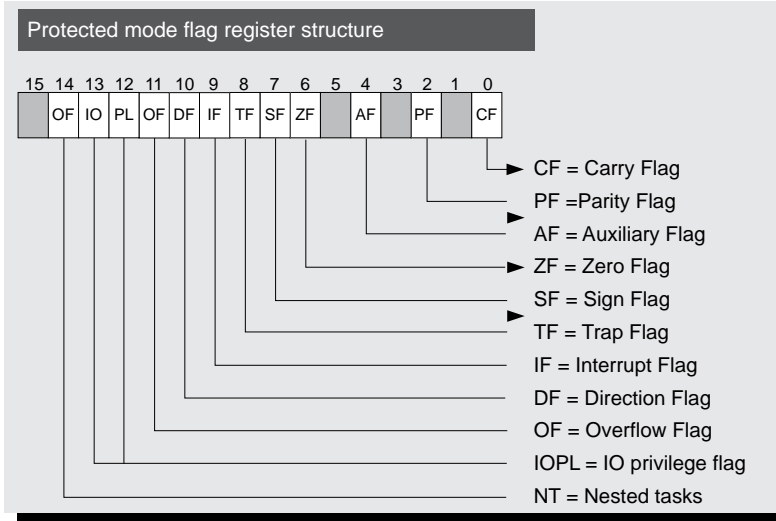 Protected mode flag register structure
15 14 13 12 11 10 9 8 7 6 5 4 3 2 1 0
OF IO PL OF DF IF TF SF ZF AF PF CF
CF = Carry Flag
PF =Parity Flag
AF = Auxiliary Flag
ZF = Zero Flag
SF = Sign Flag
TF = Trap Flag
IF = Interrupt Flag
DF = Direction Flag
OF = Overflow Flag
IOPL = IO privilege flag
NT = Nested tasks